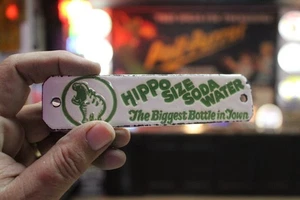 HIPPO SIZE SODA WATER
The Biggest Bottle in Town